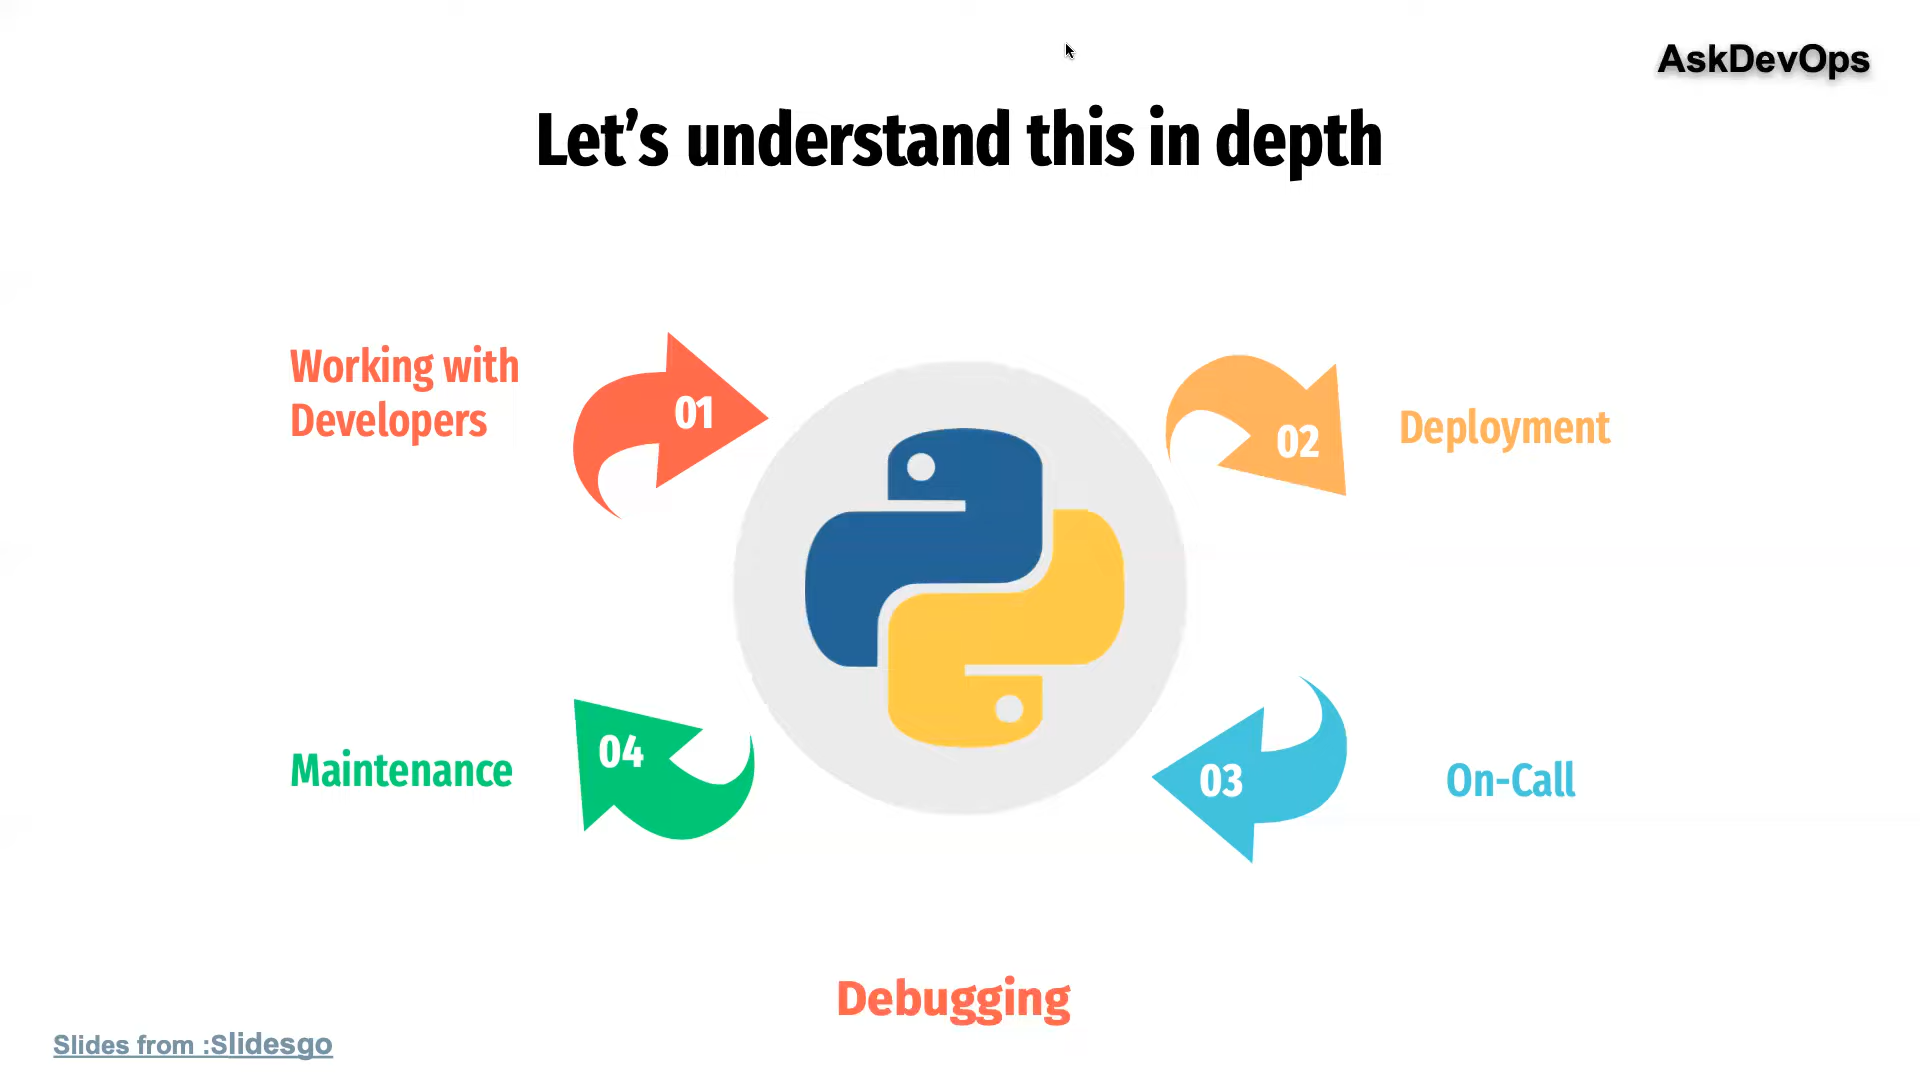 AskDevOps
Let’s understand this in depth
Working with
Developers
01
02
Deployment
Maintenance
04
03
On-Call
Debugging
Slides from :Slidesgo